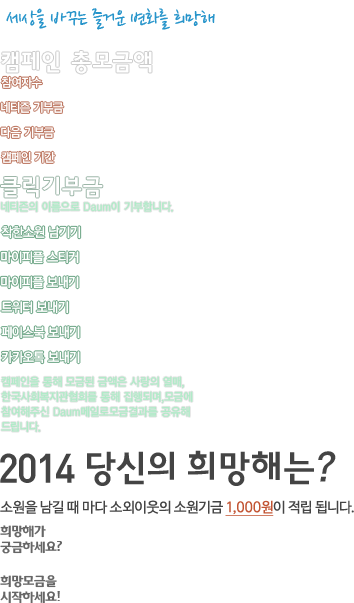 세상을 바꾸는 즐거운 변화를 희망해
캠페인 총모금액
참여자수
네티즌 기부금
다음 기부금
캠페인 기간
클릭기부금
네티즌의 이름으로 Daum이 기부합니다.
착한소원 남기기
마이피플 스티커
마이피플 보내기
트위터 보내기
페이스북 보내기
카카오톡 보내기
캠페인을 통해 모금된 금액은 사랑의 열매,
한국사회복지관협회를 통해 집행되며,모금에
참여해주신 Daum메일로모금결과를 공유해
드립니다.
2014 당신의 희망해는?
소원을 남길 때 마다 소외이웃의 소원기금 1,000원이 적립 됩니다.
희망해가
궁금하세요?
희망모금을
시작하세요!